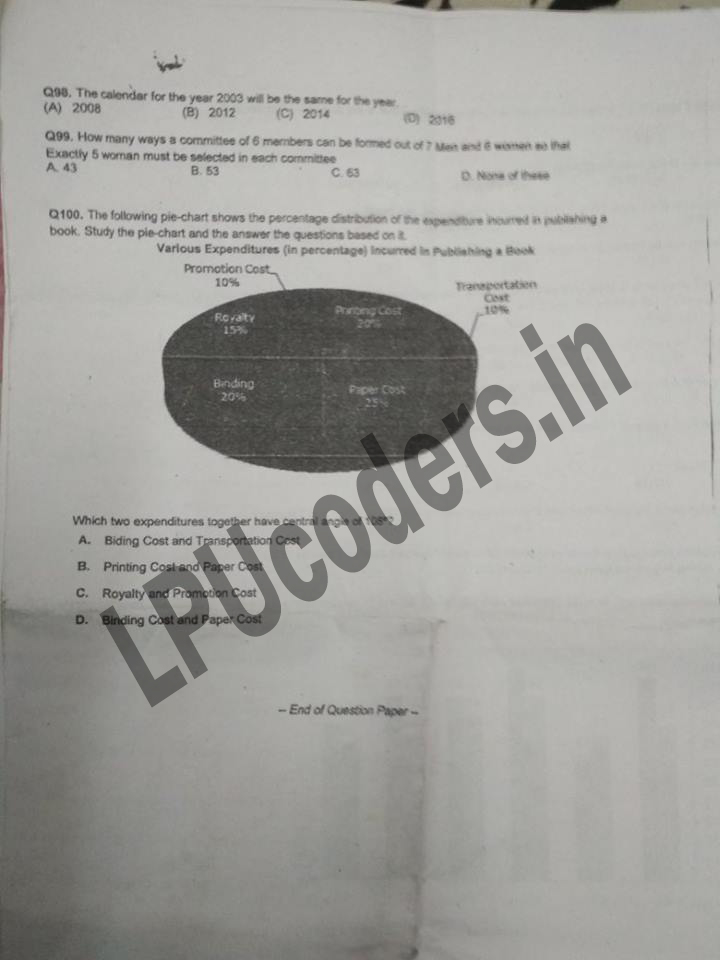 Q98. The calendar for the year 2003 will be the same for the year.
(A) 2008 (B) 2012 (C) 2014 (D) 2016
Q99. How many ways a committee of 6 members can be formed out of 7 Men and 6 women so that
Exactly 5 woman must be selected in each committee
A. 43 B. 53 C. 63 D. None of these
Q100. The following pie-chart shows the percentage distribution of the expenditure incurred in publishing a
book. Study the pie-chart and the answer the questions based on it.
Various Expenditures (in percentage) Incurred in Publishing a Book
Promotion Cost
10%
Transportation
Cost
10%
Royalty
15%
Printing Cost
20%
Binding
20%
Paper Cost
25%
Which two expenditures together have central angle of 108°?
A. Biding Cost and Transportation Cost
B. Printing Cost and Paper Cost
C. Royalty and Promotion Cost
D. Binding Cost and Paper Cost
LPUcoders.in
-- End of Question Paper --